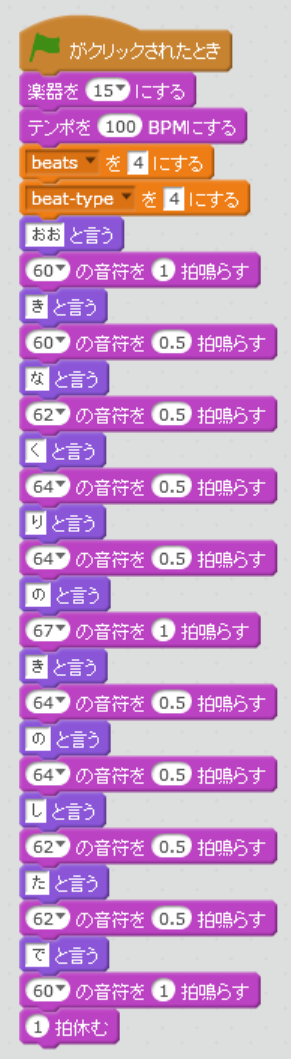 がクリックされたとき
楽器を 15 にする
テンポを 100 BPMにする
beats を 4 にする
beat-type を 4 にする
おお と言う
60 の音符を 1 拍鳴らす
き と言う
60 の音符を 0.5 拍鳴らす
な と言う
62 の音符を 0.5 拍鳴らす
く と言う
64 の音符を 0.5 拍鳴らす
り と言う
64 の音符を 0.5 拍鳴らす
の と言う
67 の音符を 1 拍鳴らす
き と言う
64 の音符を 0.5 拍鳴らす
の と言う
64 の音符を 0.5 拍鳴らす
し と言う
62 の音符を 0.5 拍鳴らす
た と言う
62 の音符を 0.5 拍鳴らす
で と言う
60 の音符を 1 拍鳴らす
1 拍休む